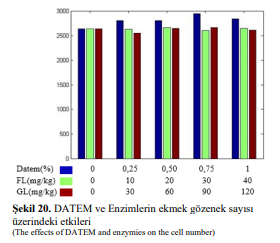 3000
2500
2000
1500
1000
500
0
Datem(%) 0 0,25 0,50 0,75 1
FL(mg/kg) 0 10 20 30 40
GL(mg/kg) 0 30 60 90 120
Şekil 20. DATEM ve Enzimlerin ekmek gözenek sayısı
üzerindeki etkileri
(The effects of DATEM and enzymies on the cell number)